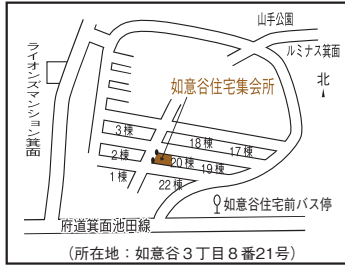 山手公園
ルミナス箕面
ライオンズマンション箕面
北
如意谷住宅集会所
3棟
18棟
17棟
2棟
20棟
19棟
1棟
22棟
如意谷住宅前バス停
府道箕面池田線
(所在地：如意谷3丁目8番21号)